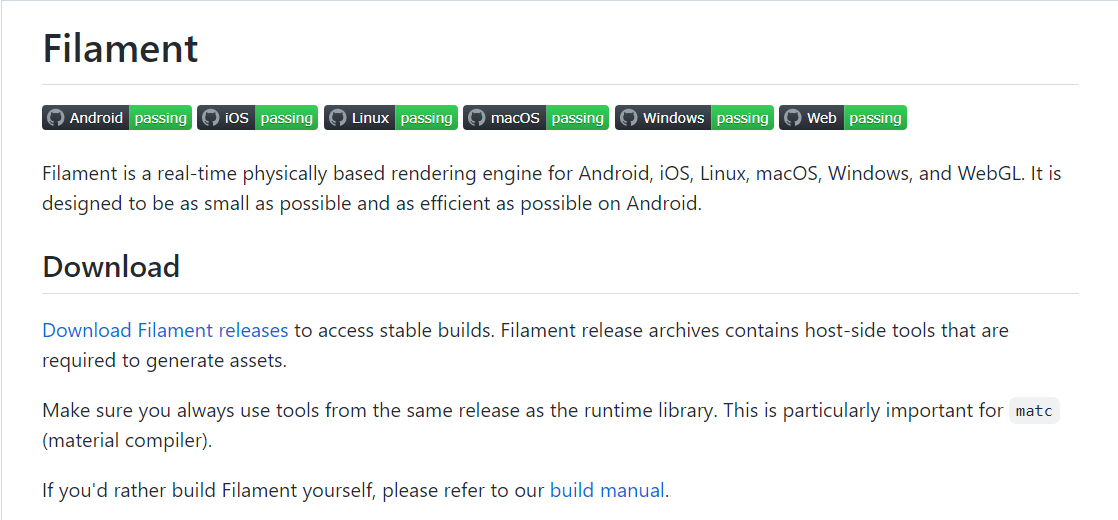 Filament
Android passing iOS passing Linux passing macOS passing Windows passing Web passing
Filament is a real-time physically based rendering engine for Android, iOS, Linux, macOS, Windows, and WebGL. It is
designed to be as small as possible and as efficient as possible on Android.
Download
Download Filament releases to access stable builds. Filament release archives contains host-side tools that are
required to generate assets.
Make sure you always use tools from the same release as the runtime library. This is particularly important for matc
(material compiler).
If you'd rather build Filament yourself, please refer to our build manual.